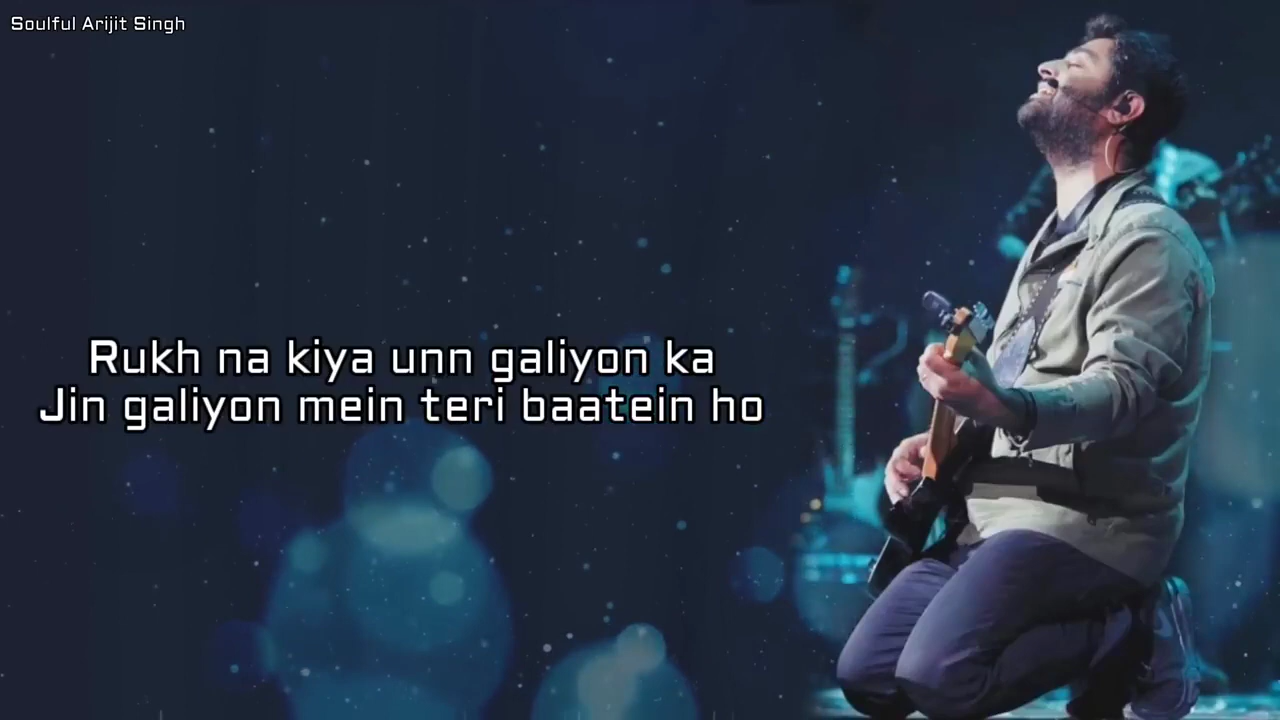 Soulful Arijit Singh
Rukh na kiya unn galiyon ka
Jin galiyon mein teri baatein ho